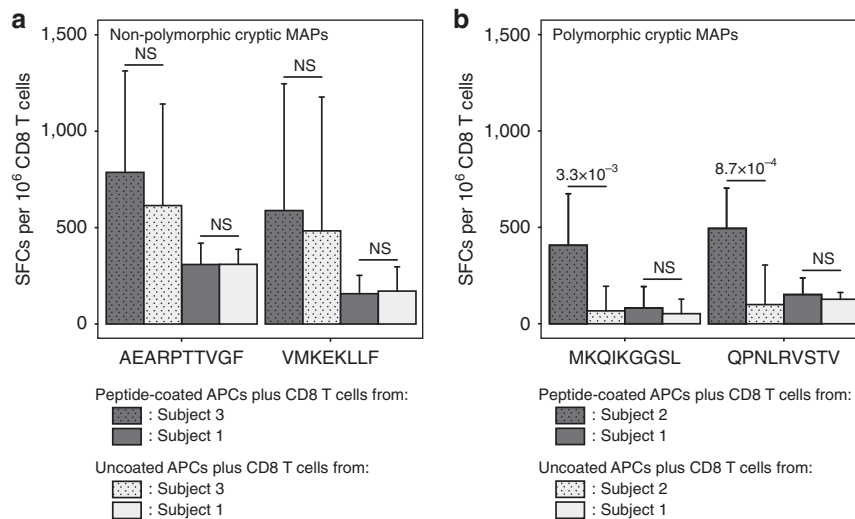 a
Non-polymorphic cryptic MAPs
SFCs per 10⁶ CD8 T cells
1,500
1,000
500
0
NS
NS
NS
NS
AEARPTTVGF
VMKEKLLF
Peptide-coated APCs plus CD8 T cells from:
: Subject 3
: Subject 1
Uncoated APCs plus CD8 T cells from:
: Subject 3
: Subject 1
b
Polymorphic cryptic MAPs
SFCs per 10⁶ CD8 T cells
1,500
1,000
500
0
3.3×10⁻³
8.7×10⁻⁴
NS
NS
MKQIKGGSL
QPNLRVSTV
Peptide-coated APCs plus CD8 T cells from:
: Subject 2
: Subject 1
Uncoated APCs plus CD8 T cells from:
: Subject 2
: Subject 1